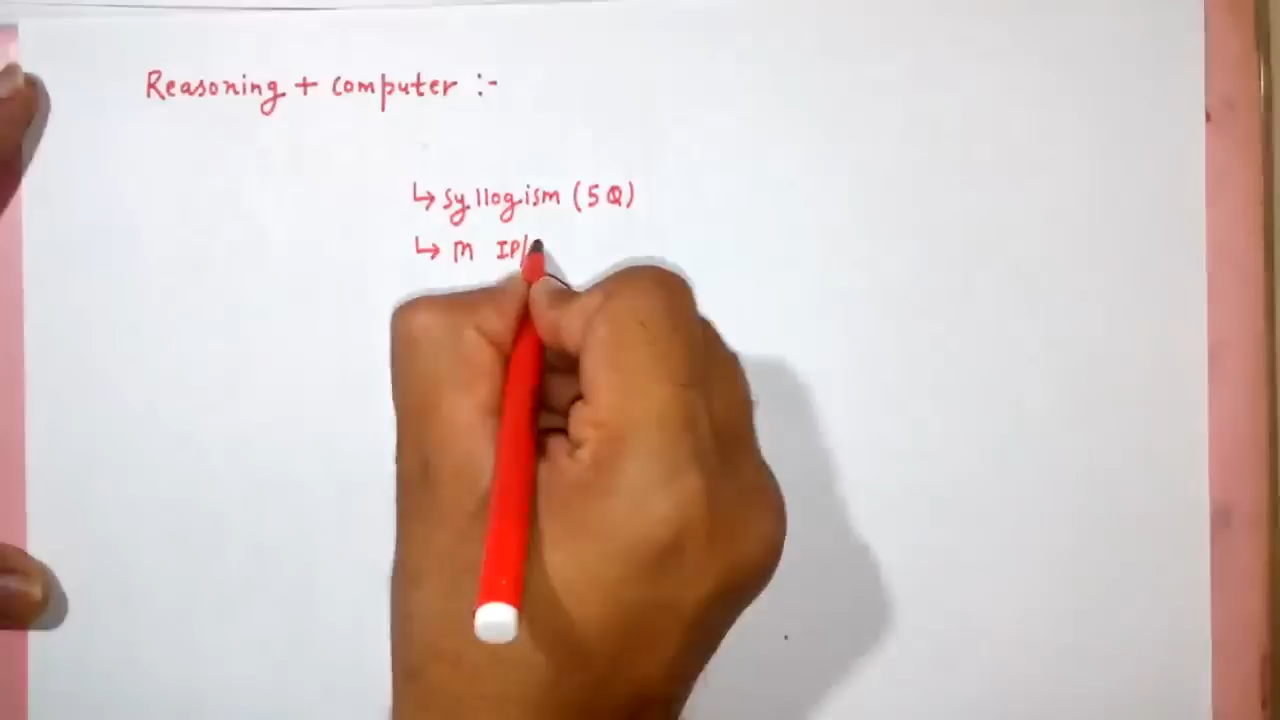 Reasoning + computer :-
↳ syllogism (5Q)
↳ M IP/